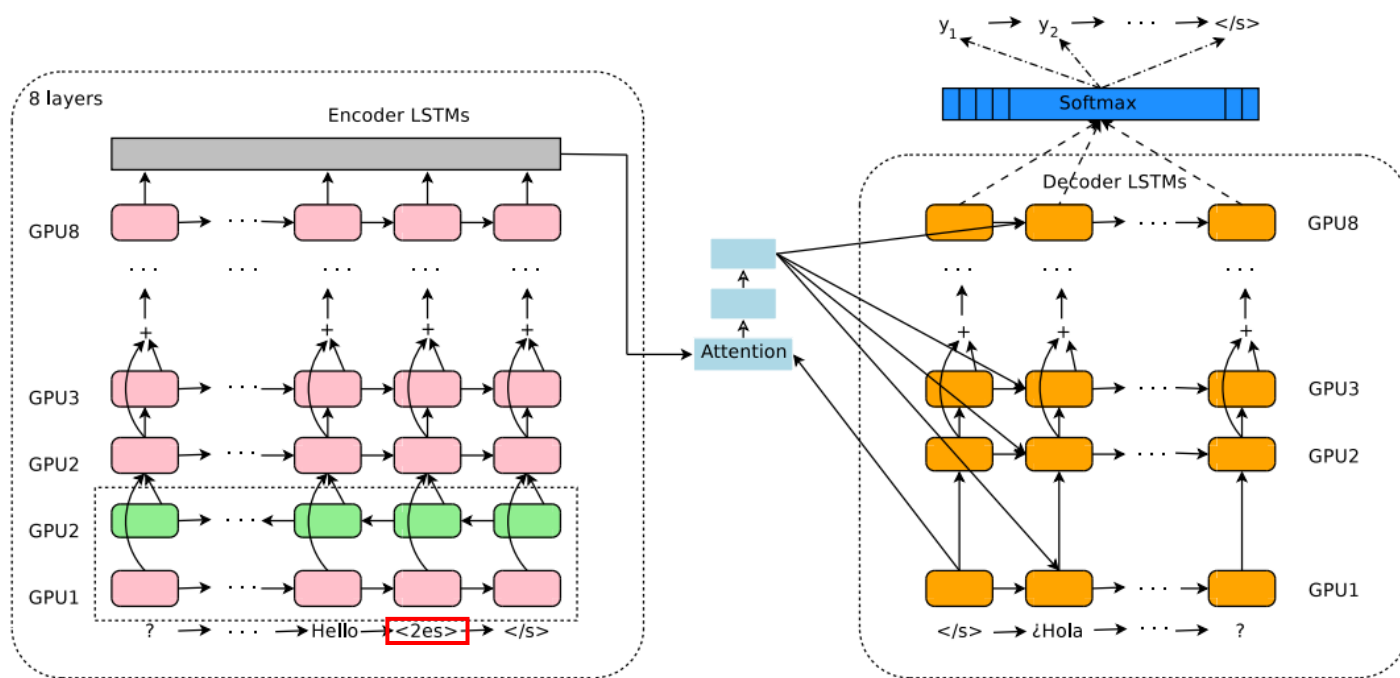 y1 y2 · · · </s>
Softmax
8 layers
Encoder LSTMs
GPU8
· · · · · · · · · · · · · · ·
+ + + +
GPU3
GPU2
GPU2
GPU1
? · · · Hello <2es> </s>
Attention
Decoder LSTMs
GPU8
· · · · · · · · · · · ·
+ + +
GPU3
GPU2
GPU1
</s> ¿Hola · · · ?